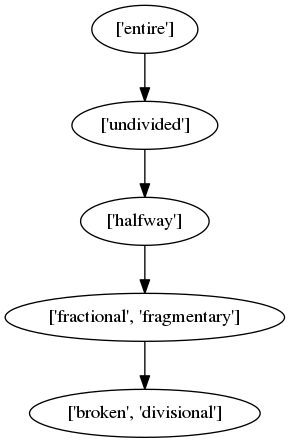 ['entire']
['undivided']
['halfway']
['fractional', 'fragmentary']
['broken', 'divisional']